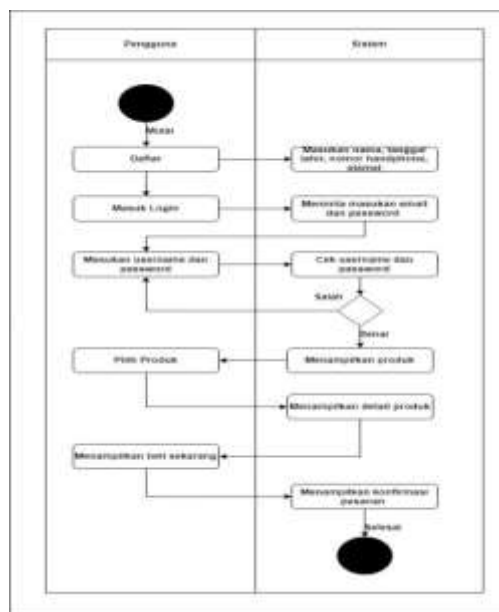 Pengguna
Sistem
Mulai
Daftar
Masukan nama, tanggal
lahir, nomor handphone,
alamat
Masuk Login
Meminta masukan email
dan password
Masukan username dan
password
Cek username dan
password
Salah
Benar
Pilih Produk
Menampilkan produk
Menampilkan detail produk
Menampilkan beli sekarang
Menampilkan konfirmasi
pesanan
Selesai